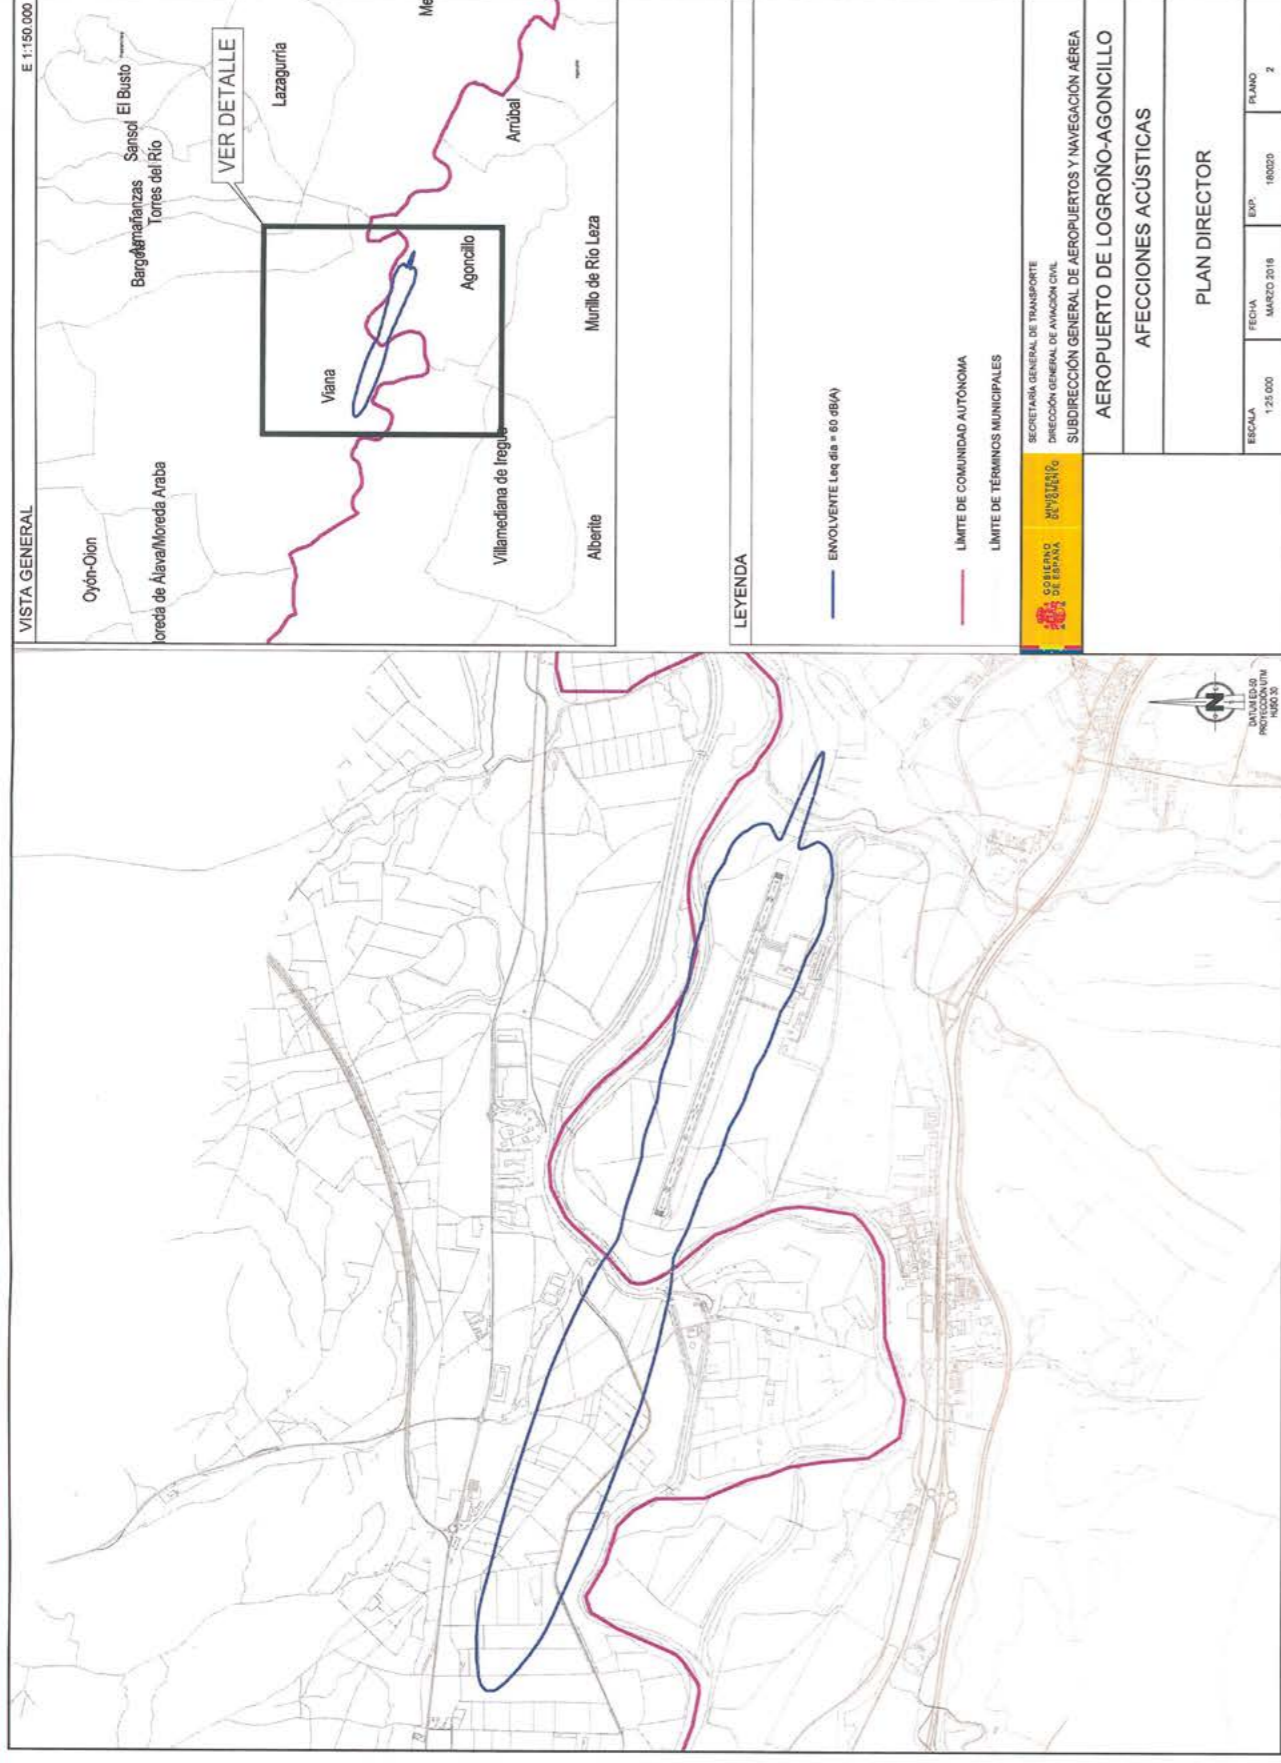 VISTA GENERAL
E 1:150.000
Oyón-Oion
Moreda de Álava/Moreda Araba
Bargota
Armañanzas
Sansol
El Busto
Torres del Río
Lazagurría
VER DETALLE
Viana
Agoncillo
Arrúbal
Murillo de Río Leza
Villamediana de Iregua
Alberite
Me
LEYENDA
ENVOLVENTE Leq día = 60 dB(A)
LÍMITE DE COMUNIDAD AUTÓNOMA
LÍMITE DE TÉRMINOS MUNICIPALES
GOBIERNO DE ESPAÑA
MINISTERIO DE FOMENTO
SECRETARÍA GENERAL DE TRANSPORTE
DIRECCIÓN GENERAL DE AVIACIÓN CIVIL
SUBDIRECCIÓN GENERAL DE AEROPUERTOS Y NAVEGACIÓN AÉREA
AEROPUERTO DE LOGROÑO-AGONCILLO
AFECCIONES ACÚSTICAS
PLAN DIRECTOR
ESCALA
1:25 000
FECHA
MARZO 2018
EXP.
180020
PLANO
2
N
DATUM ED-50
PROYECCIÓN UTM
HUSO 30